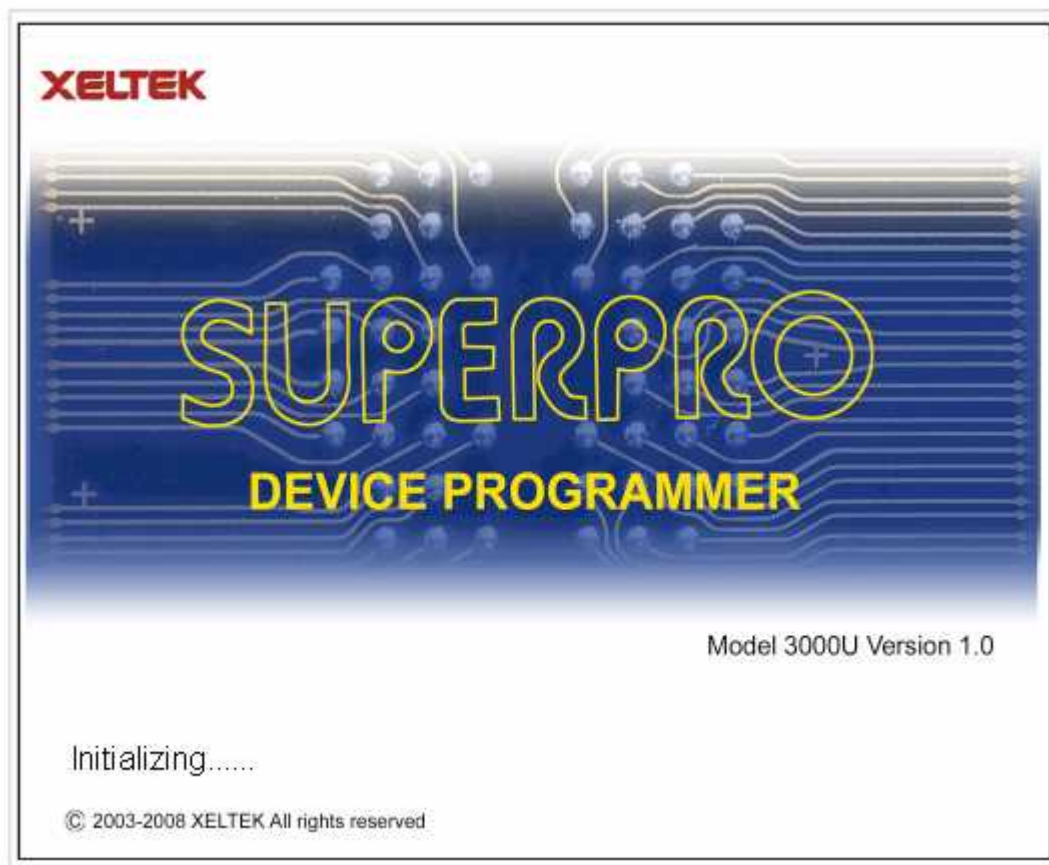 XELTEK
SUPERPRO
DEVICE PROGRAMMER
Model 3000U Version 1.0
Initializing......
© 2003-2008 XELTEK All rights reserved